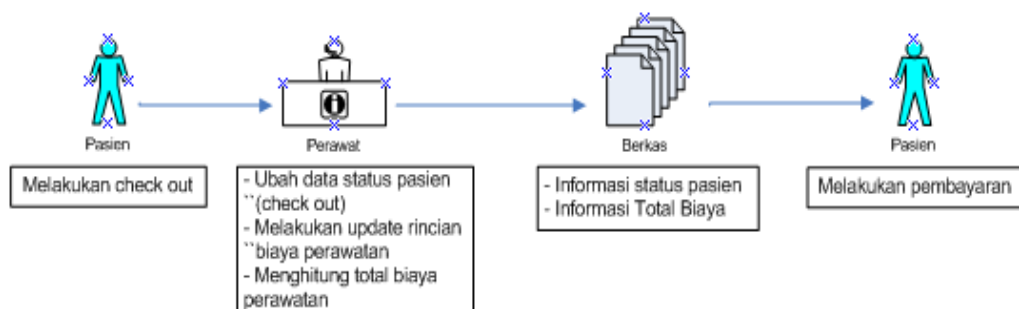 Pasien
Perawat
Berkas
Pasien
Melakukan check out
- Ubah data status pasien
``(check out)
- Melakukan update rincian
``biaya perawatan
- Menghitung total biaya
perawatan
- Informasi status pasien
- Informasi Total Biaya
Melakukan pembayaran